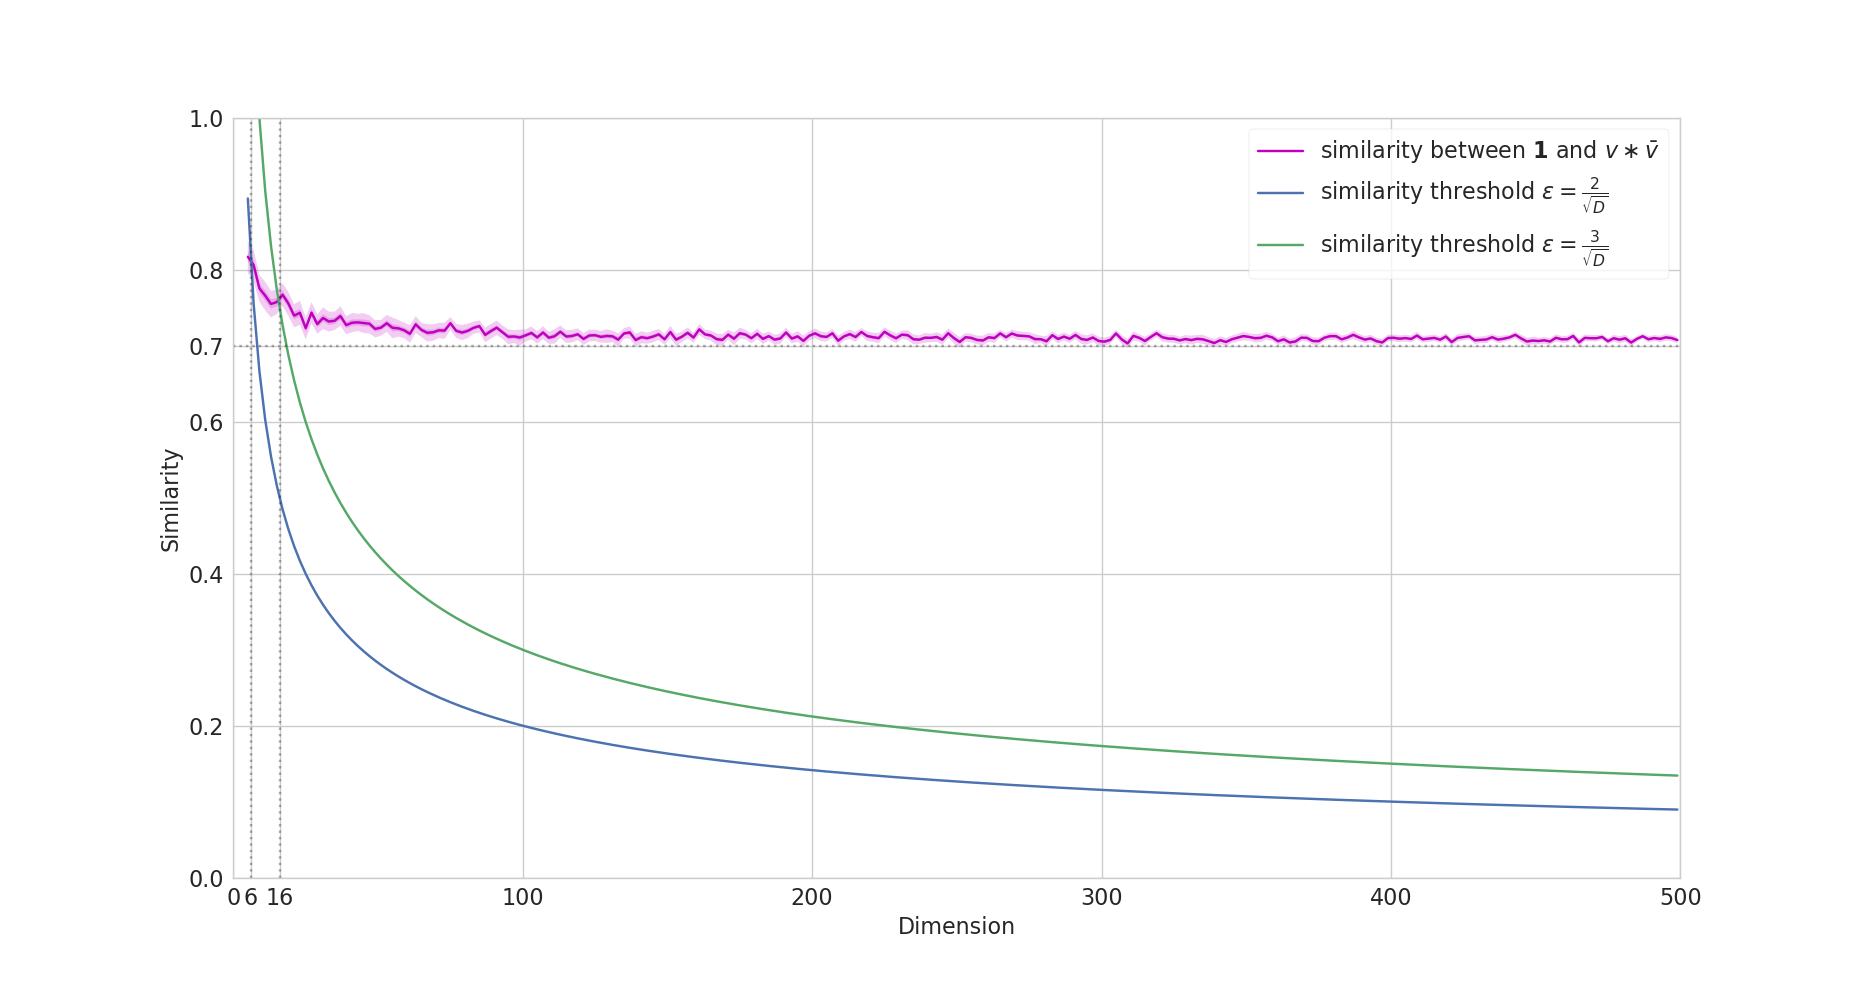 1.0
0.8
0.7
0.6
0.4
0.2
0.0
Similarity
similarity between 1 and v ∗ v̄
similarity threshold ε = 2/√D
similarity threshold ε = 3/√D
0 6 16 100 200 300 400 500
Dimension